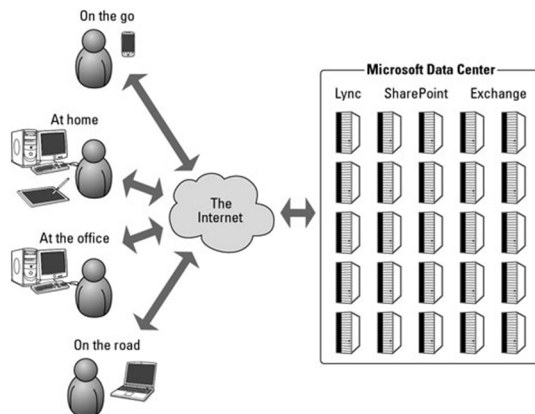 On the go
At home
At the office
On the road
The
Internet
Microsoft Data Center
Lync SharePoint Exchange